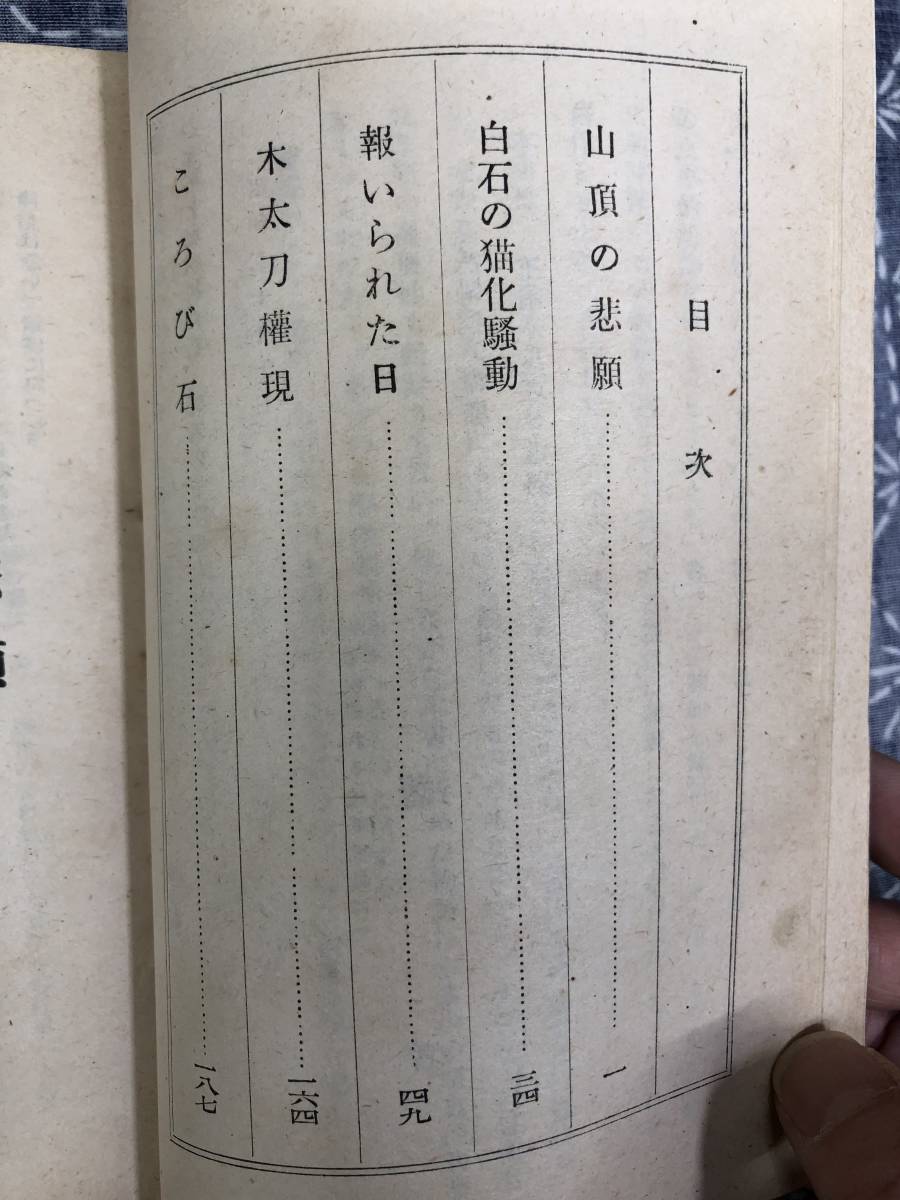 目次
山頂の悲願……一
白石の猫化騒動……三四
報いられた日……四九
木太刀權現……一六四
ころび石……一八七